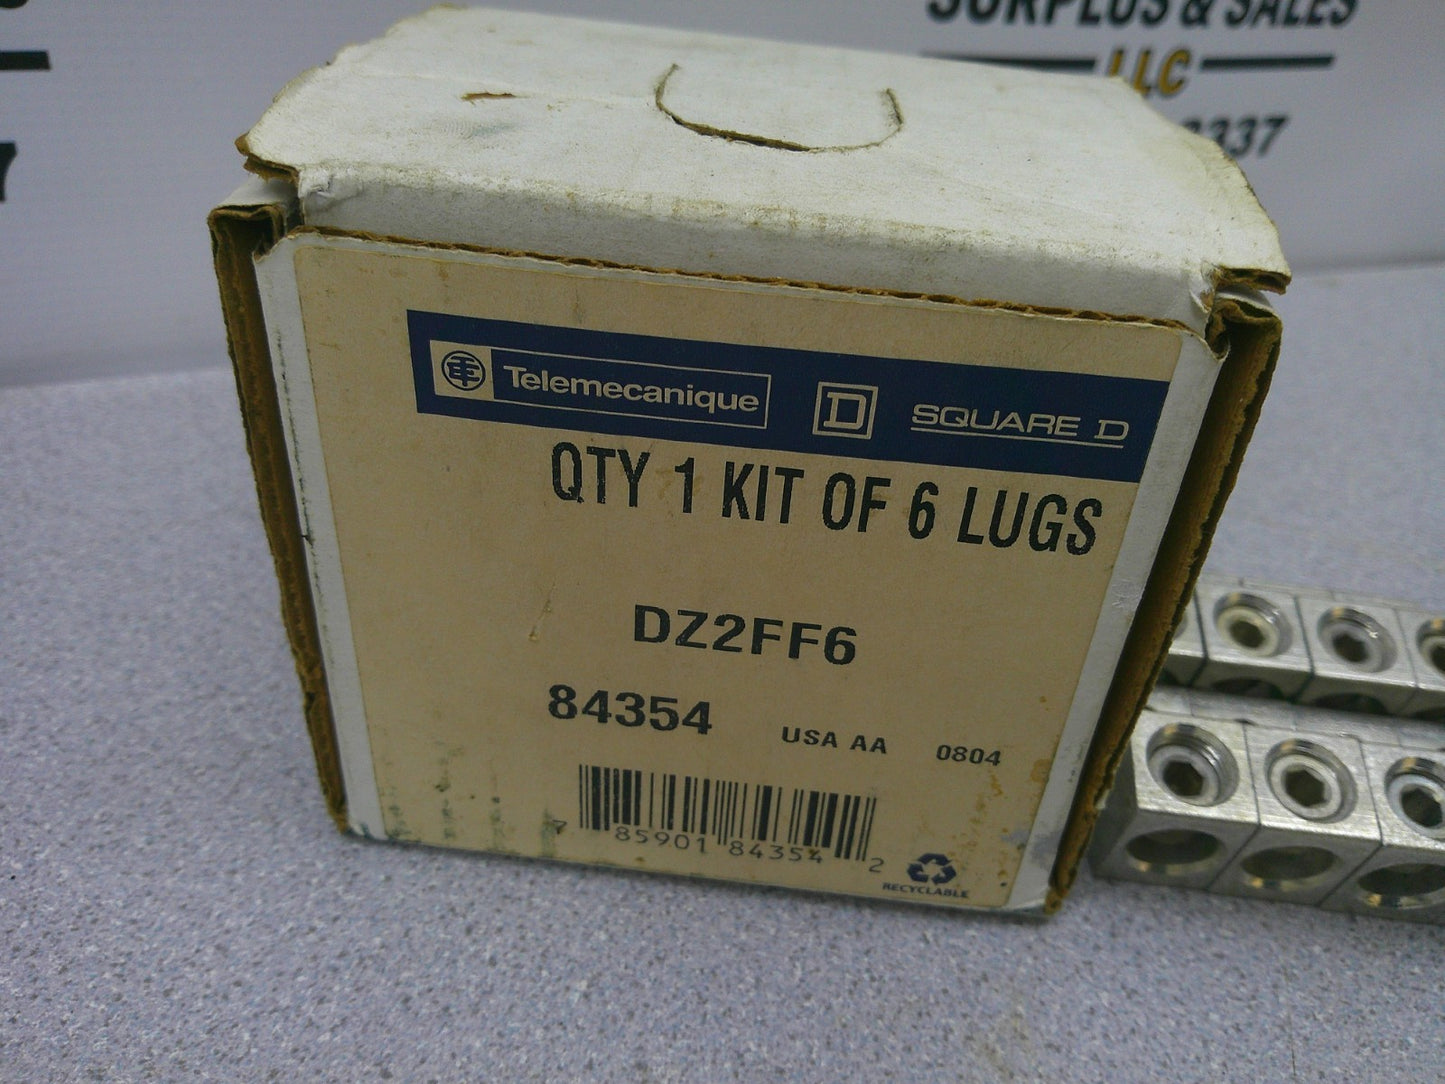 SURPLUS & SALES
LLC
337
Telemecanique
D
SQUARE D
QTY 1 KIT OF 6 LUGS
DZ2FF6
84354 USA AA 0804
7 85901 84354 2
RECYCLABLE